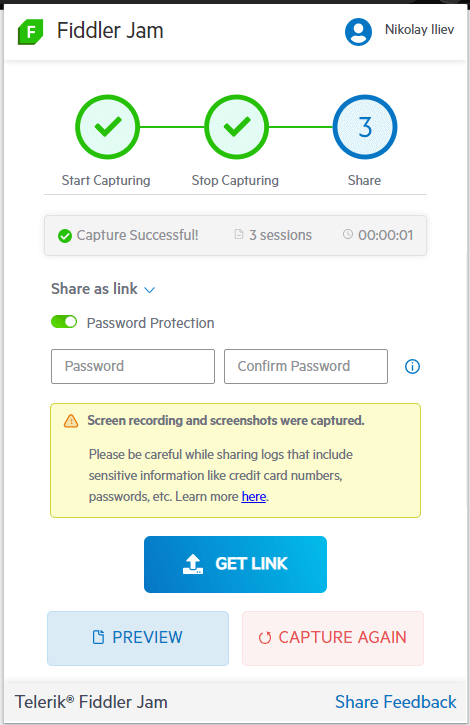 F Fiddler Jam
Nikolay Iliev
3
Start Capturing
Stop Capturing
Share
Capture Successful!
3 sessions
00:00:01
Share as link
Password Protection
Password
Confirm Password
Screen recording and screenshots were captured.
Please be careful while sharing logs that include
sensitive information like credit card numbers,
passwords, etc. Learn more here.
GET LINK
PREVIEW
CAPTURE AGAIN
Telerik® Fiddler Jam
Share Feedback